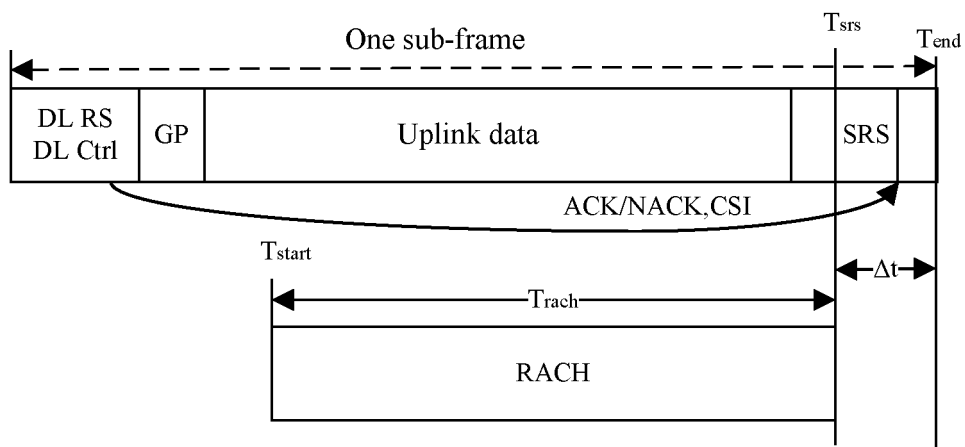 Tsrs
One sub-frame
Tend
DL RS
DL Ctrl
GP
Uplink data
SRS
ACK/NACK,CSI
Tstart
Δt
Trach
RACH